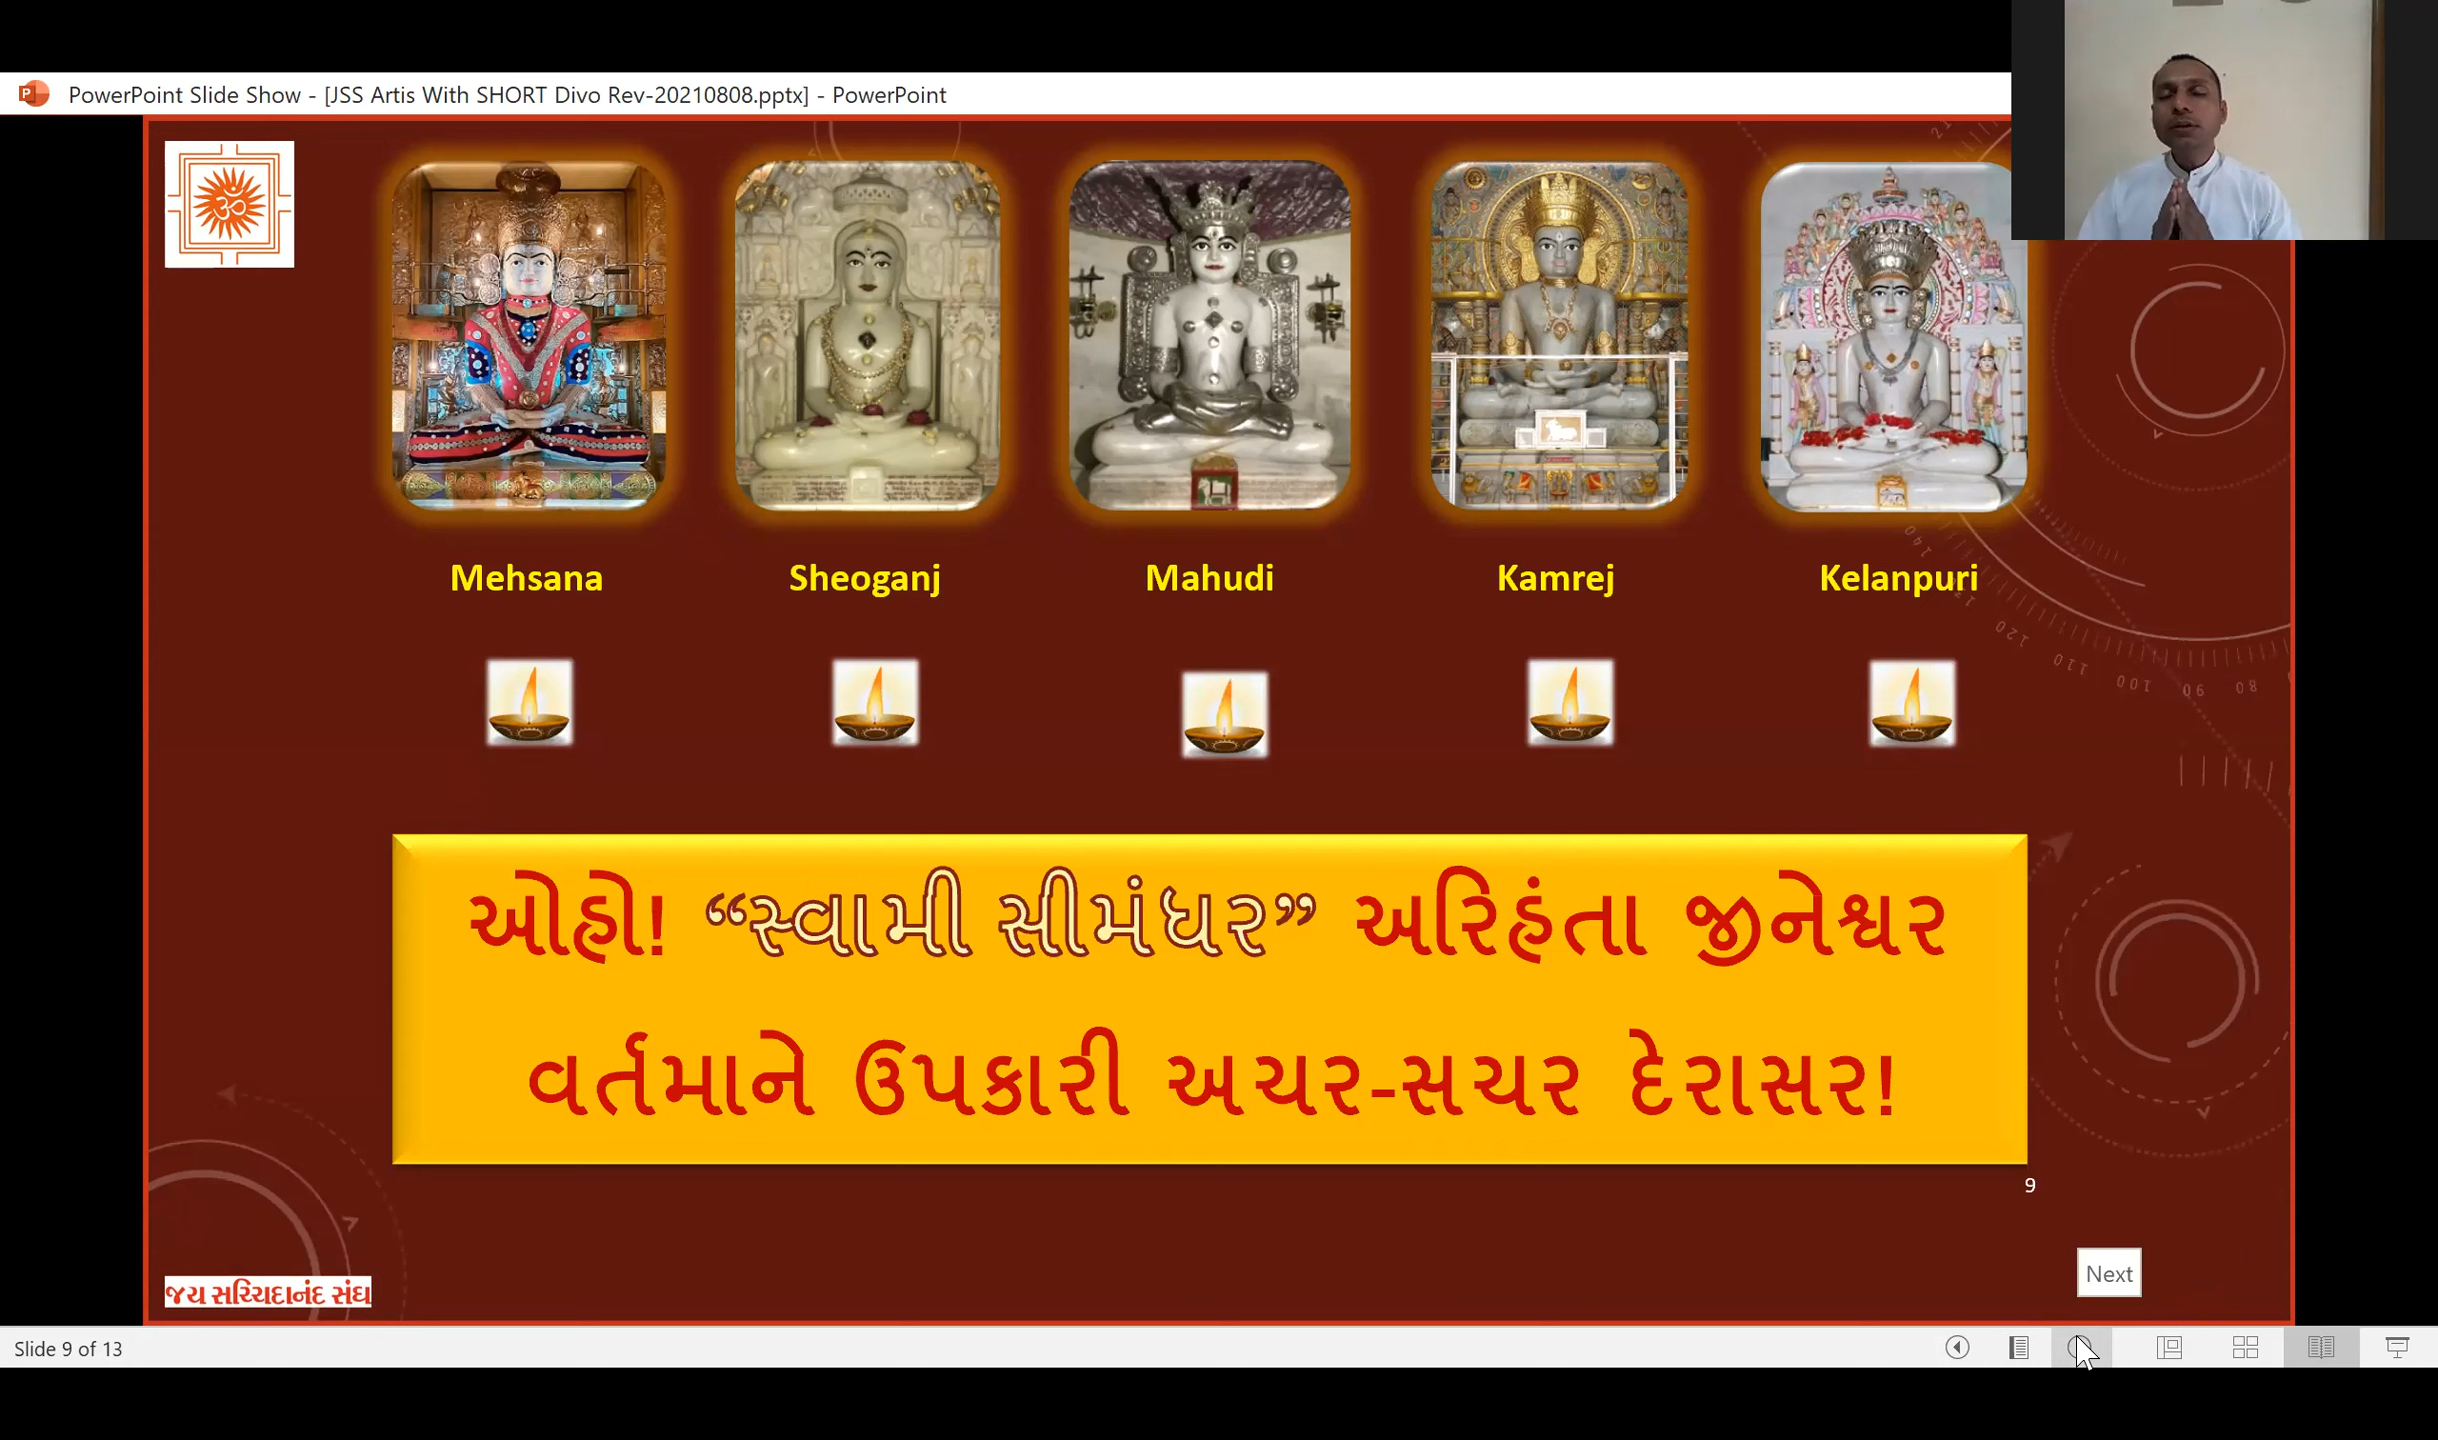 PowerPoint Slide Show - [JSS Artis With SHORT Divo Rev-20210808.pptx] - PowerPoint
Mehsana Sheoganj Mahudi Kamrej Kelanpuri
ઓહો! “સ્વામી સીમંધર” અરિહંતા જીનેશ્વર
વર્તમાને ઉપકારી અચર-સચર દેરાસર!
9
Next
જય સચ્ચિદાનંદ સંઘ
Slide 9 of 13